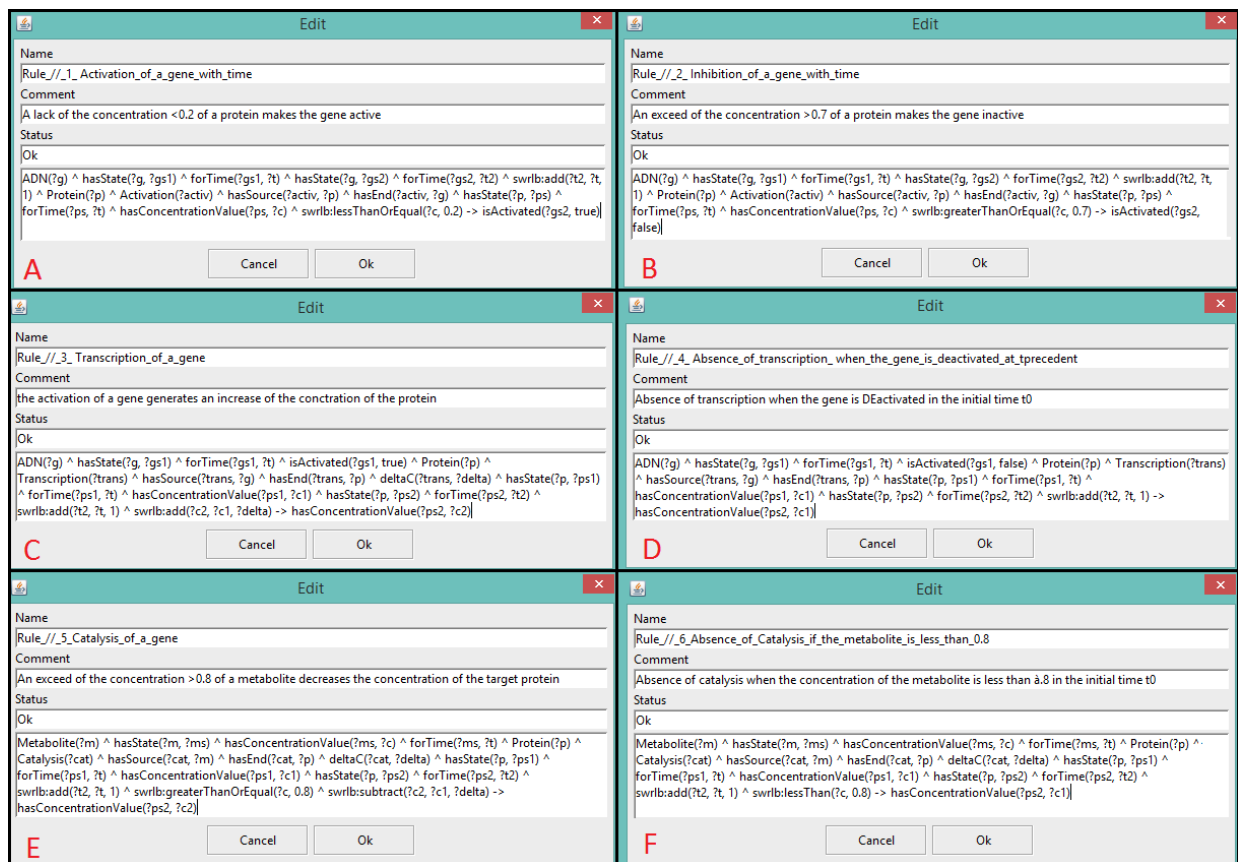 Edit
Name
Rule_//_1_ Activation_of_a_gene_with_time
Comment
A lack of the concentration <0.2 of a protein makes the gene active
Status
Ok
ADN(?g) ^ hasState(?g, ?gs1) ^ forTime(?gs1, ?t) ^ hasState(?g, ?gs2) ^ forTime(?gs2, ?t2) ^ swrlb:add(?t2, ?t,
1) ^ Protein(?p) ^ Activation(?activ) ^ hasSource(?activ, ?p) ^ hasEnd(?activ, ?g) ^ hasState(?p, ?ps) ^
forTime(?ps, ?t) ^ hasConcentrationValue(?ps, ?c) ^ swrlb:lessThanOrEqual(?c, 0.2) -> isActivated(?gs2, true)
Cancel
Ok
A
Edit
Name
Rule_//_2_ Inhibition_of_a_gene_with_time
Comment
An exceed of the concentration >0.7 of a protein makes the gene inactive
Status
Ok
ADN(?g) ^ hasState(?g, ?gs1) ^ forTime(?gs1, ?t) ^ hasState(?g, ?gs2) ^ forTime(?gs2, ?t2) ^ swrlb:add(?t2, ?t,
1) ^ Protein(?p) ^ Activation(?activ) ^ hasSource(?activ, ?p) ^ hasEnd(?activ, ?g) ^ hasState(?p, ?ps) ^
forTime(?ps, ?t) ^ hasConcentrationValue(?ps, ?c) ^ swrlb:greaterThanOrEqual(?c, 0.7) -> isActivated(?gs2,
false)
Cancel
Ok
B
Edit
Name
Rule_//_3_ Transcription_of_a_gene
Comment
the activation of a gene generates an increase of the conctration of the protein
Status
Ok
ADN(?g) ^ hasState(?g, ?gs1) ^ forTime(?gs1, ?t) ^ isActivated(?gs1, true) ^ Protein(?p) ^
Transcription(?trans) ^ hasSource(?trans, ?g) ^ hasEnd(?trans, ?p) ^ deltaC(?trans, ?delta) ^ hasState(?p, ?ps1)
^ forTime(?ps1, ?t) ^ hasConcentrationValue(?ps1, ?c1) ^ hasState(?p, ?ps2) ^ forTime(?ps2, ?t2) ^
swrlb:add(?t2, ?t, 1) ^ swrlb:add(?c2, ?c1, ?delta) -> hasConcentrationValue(?ps2, ?c2)
Cancel
Ok
C
Edit
Name
Rule_//_4_ Absence_of_transcription_ when_the_gene_is_deactivated_at_tprecedent
Comment
Absence of transcription when the gene is DEactivated in the initial time t0
Status
Ok
ADN(?g) ^ hasState(?g, ?gs1) ^ forTime(?gs1, ?t) ^ isActivated(?gs1, false) ^ Protein(?p) ^ Transcription(?trans)
^ hasSource(?trans, ?g) ^ hasEnd(?trans, ?p) ^ hasState(?p, ?ps1) ^ forTime(?ps1, ?t) ^
hasConcentrationValue(?ps1, ?c1) ^ hasState(?p, ?ps2) ^ forTime(?ps2, ?t2) ^ swrlb:add(?t2, ?t, 1) ->
hasConcentrationValue(?ps2, ?c1)
Cancel
Ok
D
Edit
Name
Rule_//_5_Catalysis_of_a_gene
Comment
An exceed of the concentration >0.8 of a metabolite decreases the concentration of the target protein
Status
Ok
Metabolite(?m) ^ hasState(?m, ?ms) ^ hasConcentrationValue(?ms, ?c) ^ forTime(?ms, ?t) ^ Protein(?p) ^
Catalysis(?cat) ^ hasSource(?cat, ?m) ^ hasEnd(?cat, ?p) ^ deltaC(?cat, ?delta) ^ hasState(?p, ?ps1) ^
forTime(?ps1, ?t) ^ hasConcentrationValue(?ps1, ?c1) ^ hasState(?p, ?ps2) ^ forTime(?ps2, ?t2) ^
swrlb:add(?t2, ?t, 1) ^ swrlb:greaterThanOrEqual(?c, 0.8) ^ swrlb:subtract(?c2, ?c1, ?delta) ->
hasConcentrationValue(?ps2, ?c2)
Cancel
Ok
E
Edit
Name
Rule_//_6_Absence_of_Catalysis_if_the_metabolite_is_less_than_0.8
Comment
Absence of catalysis when the concentration of the metabolite is less than à.8 in the initial time t0
Status
Ok
Metabolite(?m) ^ hasState(?m, ?ms) ^ hasConcentrationValue(?ms, ?c) ^ forTime(?ms, ?t) ^ Protein(?p) ^
Catalysis(?cat) ^ hasSource(?cat, ?m) ^ hasEnd(?cat, ?p) ^ deltaC(?cat, ?delta) ^ hasState(?p, ?ps1) ^
forTime(?ps1, ?t) ^ hasConcentrationValue(?ps1, ?c1) ^ hasState(?p, ?ps2) ^ forTime(?ps2, ?t2) ^
swrlb:add(?t2, ?t, 1) ^ swrlb:lessThan(?c, 0.8) -> hasConcentrationValue(?ps2, ?c1)
Cancel
Ok
F